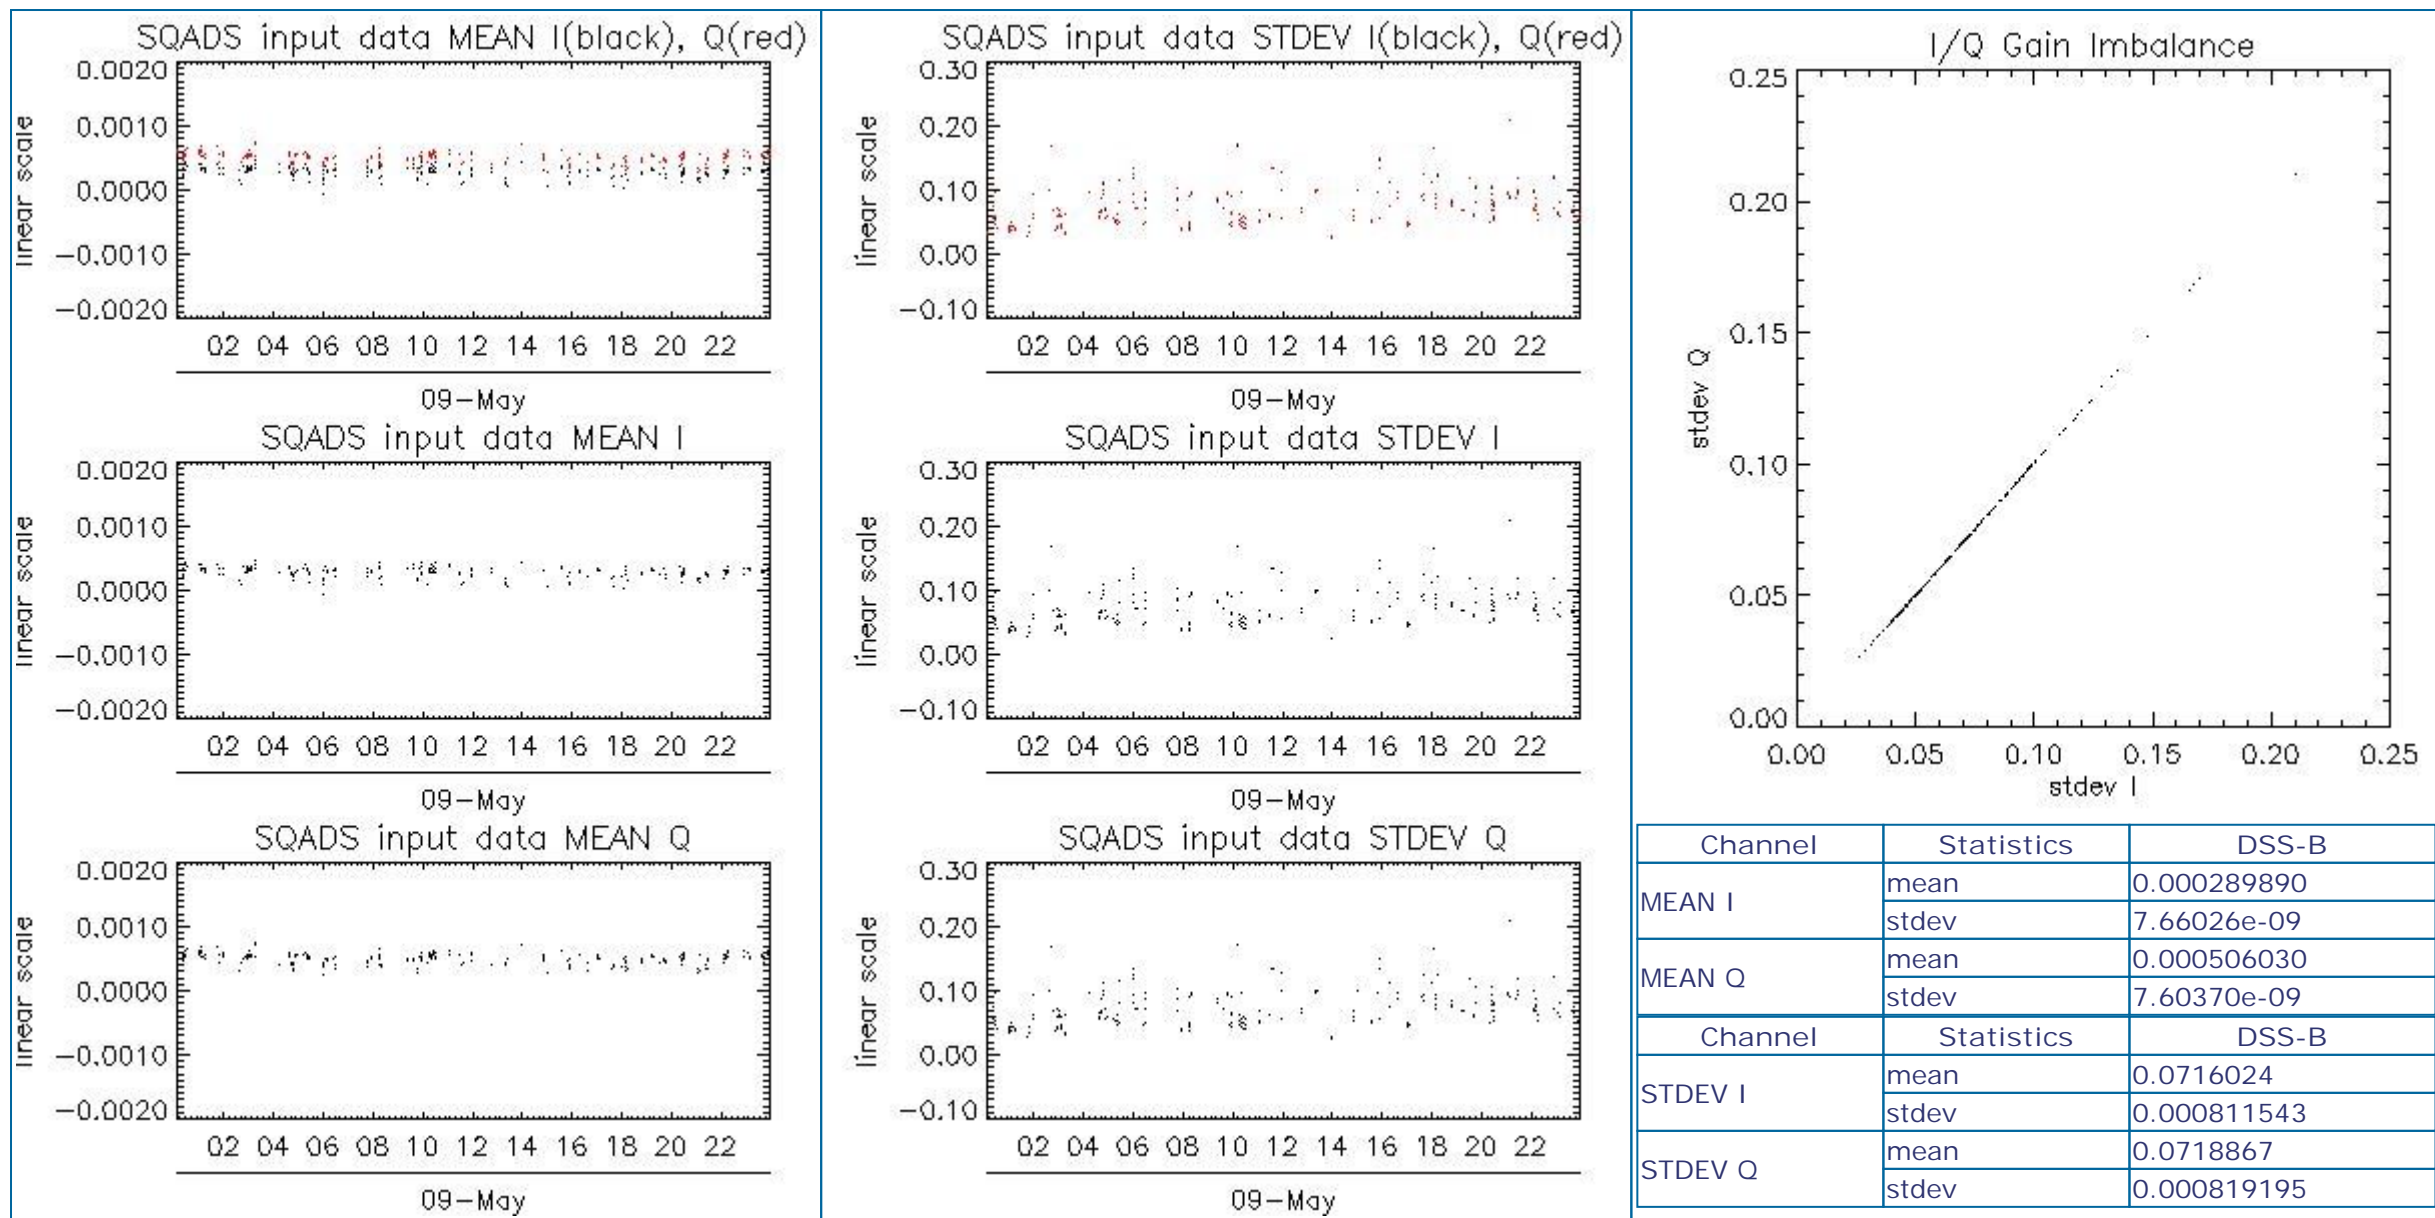 SQADS input data MEAN I(black), Q(red)
linear scale
0.0020
0.0010
0.0000
−0.0010
−0.0020
02 04 06 08 10 12 14 16 18 20 22
09−May
SQADS input data MEAN I
linear scale
0.0020
0.0010
0.0000
−0.0010
−0.0020
02 04 06 08 10 12 14 16 18 20 22
09−May
SQADS input data MEAN Q
linear scale
0.0020
0.0010
0.0000
−0.0010
−0.0020
02 04 06 08 10 12 14 16 18 20 22
09−May
SQADS input data STDEV I(black), Q(red)
linear scale
0.30
0.20
0.10
0.00
−0.10
02 04 06 08 10 12 14 16 18 20 22
09−May
SQADS input data STDEV I
linear scale
0.30
0.20
0.10
0.00
−0.10
02 04 06 08 10 12 14 16 18 20 22
09−May
SQADS input data STDEV Q
linear scale
0.30
0.20
0.10
0.00
−0.10
02 04 06 08 10 12 14 16 18 20 22
09−May
I/Q Gain Imbalance
stdev Q
0.25
0.20
0.15
0.10
0.05
0.00
0.00 0.05 0.10 0.15 0.20 0.25
stdev I
Channel Statistics DSS-B
MEAN I
mean 0.000289890
stdev 7.66026e-09
MEAN Q
mean 0.000506030
stdev 7.60370e-09
Channel Statistics DSS-B
STDEV I
mean 0.0716024
stdev 0.000811543
STDEV Q
mean 0.0718867
stdev 0.000819195